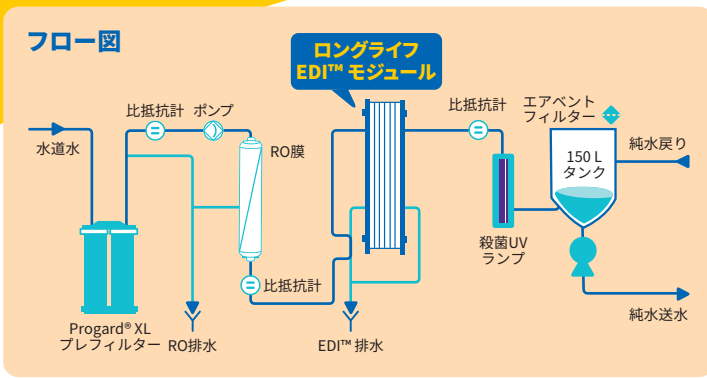 フロー図
ロングライフ
EDI™ モジュール
水道水
比抵抗計
ポンプ
RO膜
比抵抗計
エアベント
フィルター
150 L
タンク
純水戻り
殺菌UV
ランプ
比抵抗計
純水送水
Progard® XL
プレフィルター
RO排水
EDI™ 排水